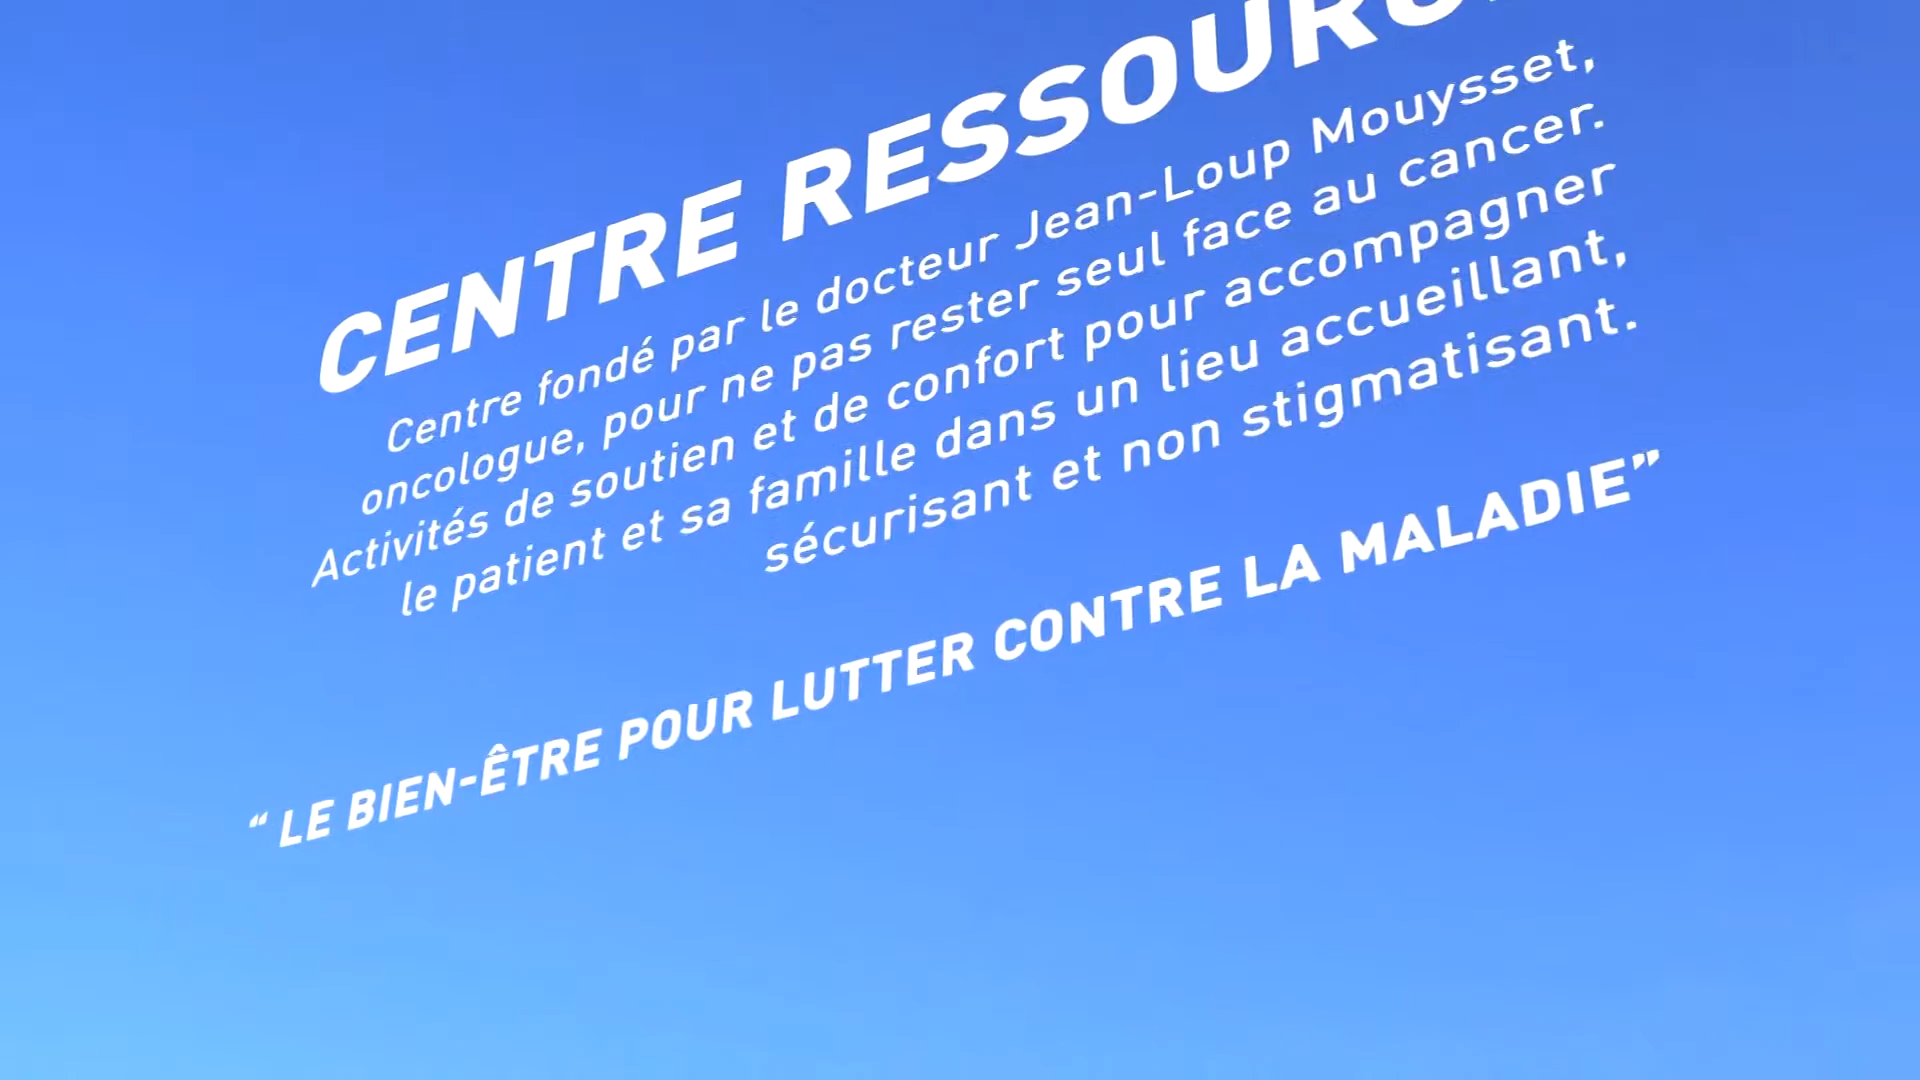 CENTRE RESSOURC
Centre fondé par le docteur Jean-Loup Mouysset,
oncologue, pour ne pas rester seul face au cancer.
Activités de soutien et de confort pour accompagner
le patient et sa famille dans un lieu accueillant,
sécurisant et non stigmatisant.
“ LE BIEN-ÊTRE POUR LUTTER CONTRE LA MALADIE”